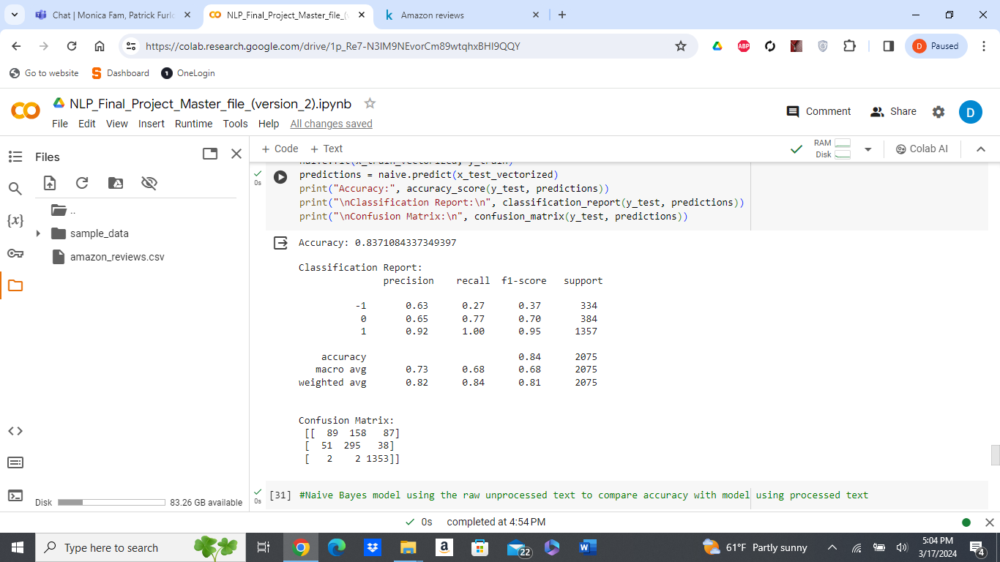 Chat | Monica Fam, Patrick Furlo
NLP_Final_Project_Master_file_(v
Amazon reviews
https://colab.research.google.com/drive/1p_Re7-N3IM9NEvorCm89wtqhxBHI9QQY
ABP
D Paused
Go to website
Dashboard
OneLogin
NLP_Final_Project_Master_file_(version_2).ipynb
File Edit View Insert Runtime Tools Help All changes saved
Comment
Share
D
Files
+ Code + Text
RAM
Disk
Colab AI
..
sample_data
amazon_reviews.csv
Disk 83.26 GB available
0s
naive.fit(x_train_vectorized, y_train)
predictions = naive.predict(x_test_vectorized)
print("Accuracy:", accuracy_score(y_test, predictions))
print("\nClassification Report:\n", classification_report(y_test, predictions))
print("\nConfusion Matrix:\n", confusion_matrix(y_test, predictions))
Accuracy: 0.8371084337349397
Classification Report:
precision recall f1-score support
-1 0.63 0.27 0.37 334
0 0.65 0.77 0.70 384
1 0.92 1.00 0.95 1357
accuracy 0.84 2075
macro avg 0.73 0.68 0.68 2075
weighted avg 0.82 0.84 0.81 2075
Confusion Matrix:
[[ 89 158 87]
[ 51 295 38]
[ 2 2 1353]]
0s
[31] #Naive Bayes model using the raw unprocessed text to compare accuracy with model using processed text
0s completed at 4:54 PM
Type here to search
22
61°F Partly sunny
5:04 PM
3/17/2024
4